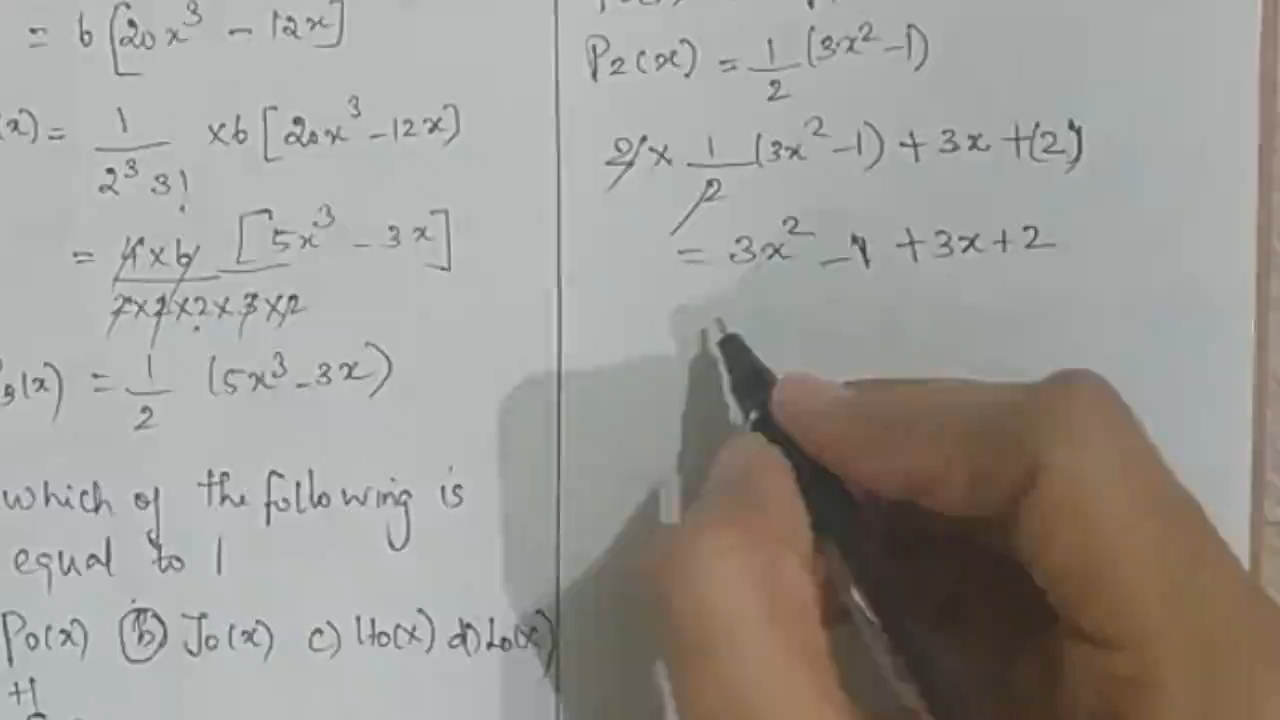 = 6 [20x³ - 12x]
(x) = 1/2³ 3! × 6 [20x³ - 12x]
= 4×6/2×2×2×3×2 [5x³ - 3x]
3(x) = 1/2 (5x³ - 3x)
which of the following is
equal to 1
P₀(x) (b) J₀(x) c) H₀(x) d) L₀(x)
+1
P₂(x) = 1/2 (3x² - 1)
2 × 1/2 (3x² - 1) + 3x + (2)
= 3x² - 1 + 3x + 2